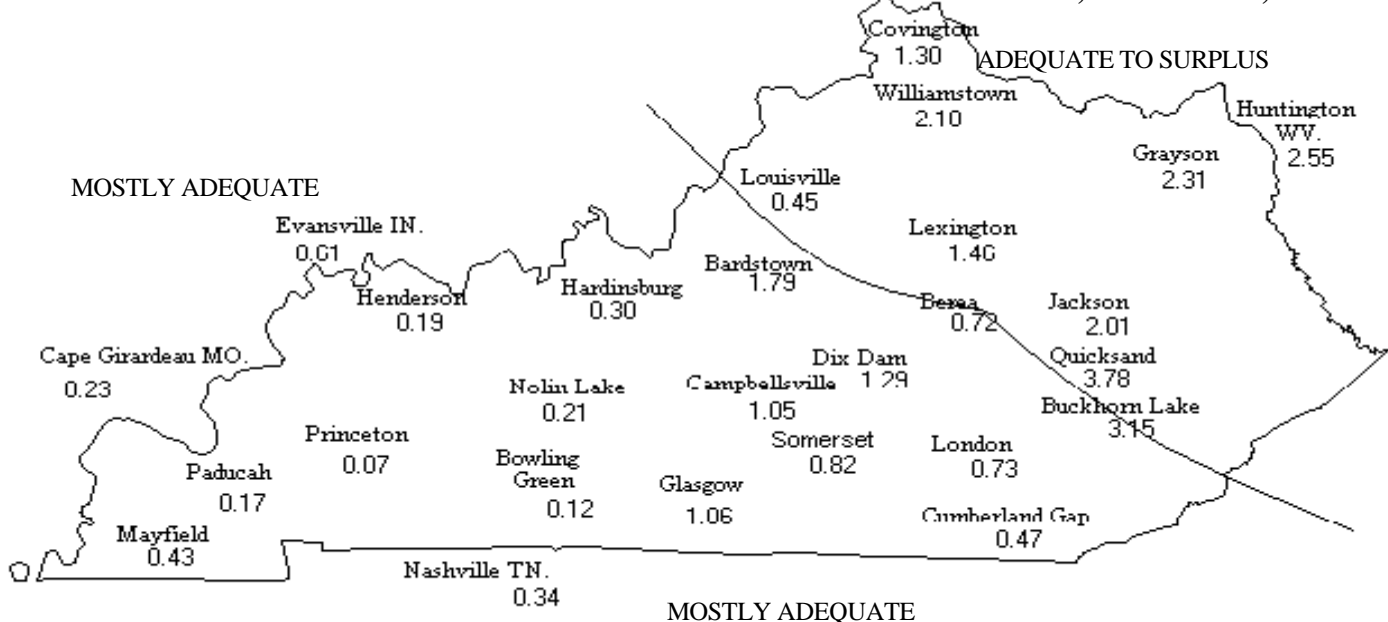 Covington
1.30
ADEQUATE TO SURPLUS
Williamstown
2.10
Huntington
WV.
2.55
Grayson
2.31
MOSTLY ADEQUATE
Louisville
0.45
Evansville IN.
0.61
Lexington
1.46
Bardstown
1.79
Hardinsburg
0.30
Henderson
0.19
Berea
0.72
Jackson
2.01
Cape Girardeau MO.
0.23
Dix Dam
1.29
Quicksand
3.78
Nolin Lake
0.21
Campbellsville
1.05
Buckhorn Lake
3.15
Princeton
0.07
Somerset
0.82
London
0.73
Paducah
0.17
Bowling
Green
0.12
Glasgow
1.06
Cumberland Gap
0.47
Mayfield
0.43
Nashville TN.
0.34
MOSTLY ADEQUATE